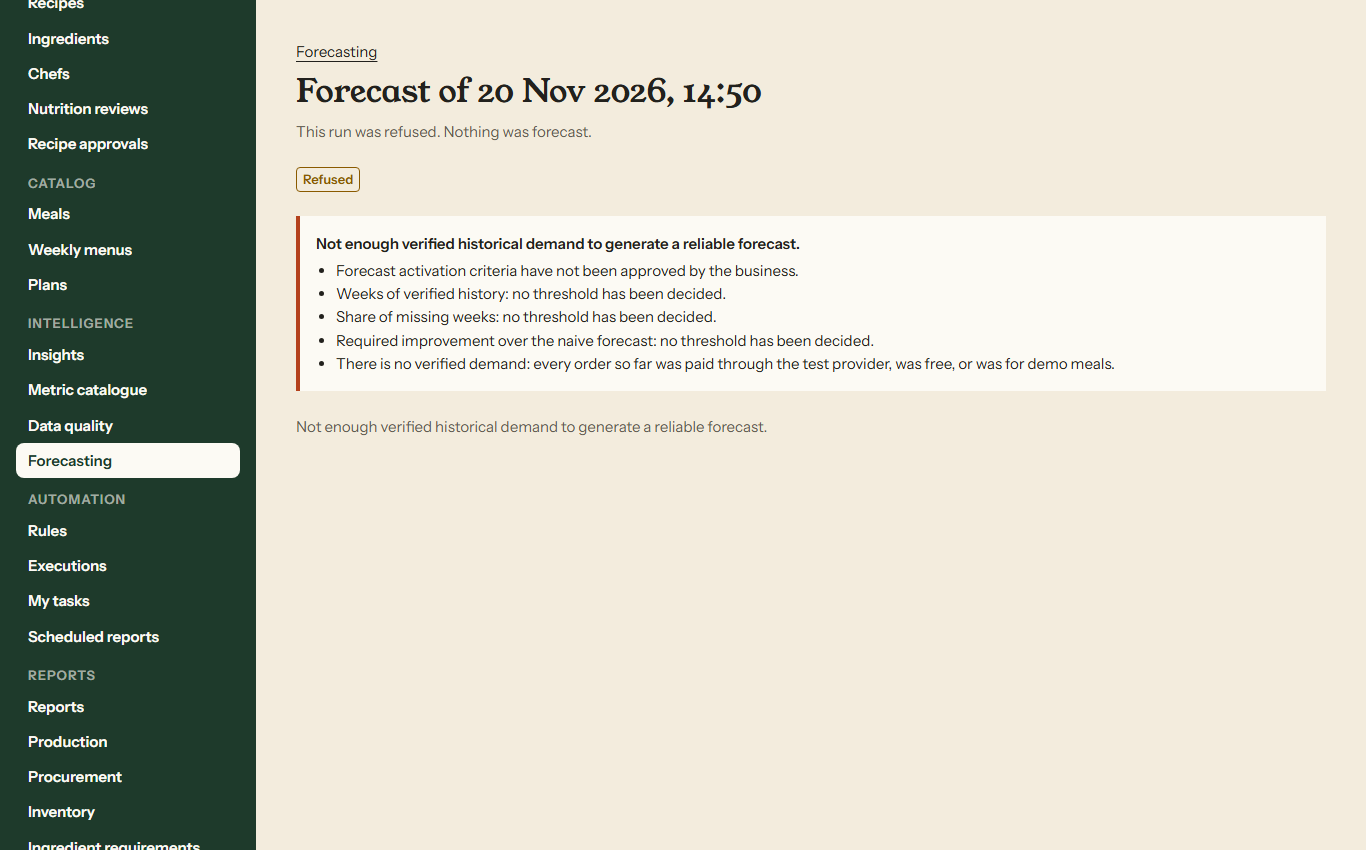 Recipes
Ingredients
Chefs
Nutrition reviews
Recipe approvals
CATALOG
Meals
Weekly menus
Plans
INTELLIGENCE
Insights
Metric catalogue
Data quality
Forecasting
AUTOMATION
Rules
Executions
My tasks
Scheduled reports
REPORTS
Reports
Production
Procurement
Inventory
Ingredient requirements
Forecasting
Forecast of 20 Nov 2026, 14:50
This run was refused. Nothing was forecast.
Refused
Not enough verified historical demand to generate a reliable forecast.
• Forecast activation criteria have not been approved by the business.
• Weeks of verified history: no threshold has been decided.
• Share of missing weeks: no threshold has been decided.
• Required improvement over the naive forecast: no threshold has been decided.
• There is no verified demand: every order so far was paid through the test provider, was free, or was for demo meals.
Not enough verified historical demand to generate a reliable forecast.